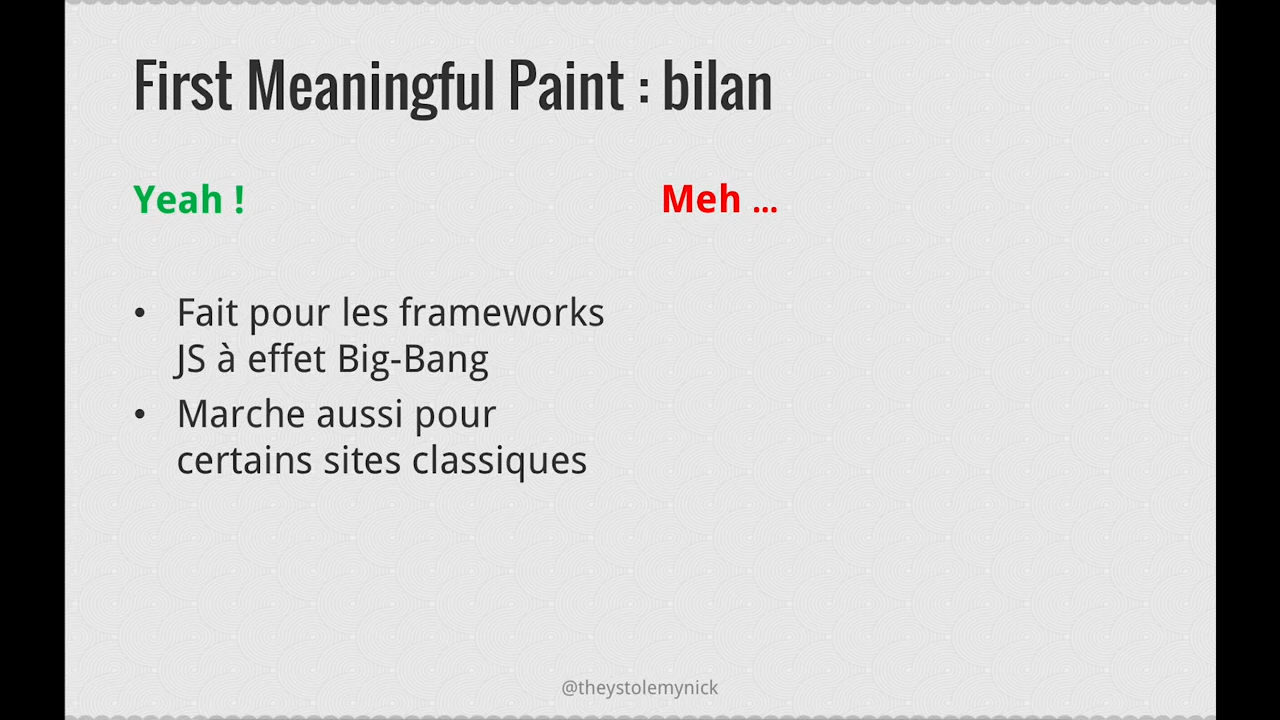 First Meaningful Paint : bilan
Yeah !
• Fait pour les frameworks
JS à effet Big-Bang
• Marche aussi pour
certains sites classiques
Meh ...
@theystolemynick